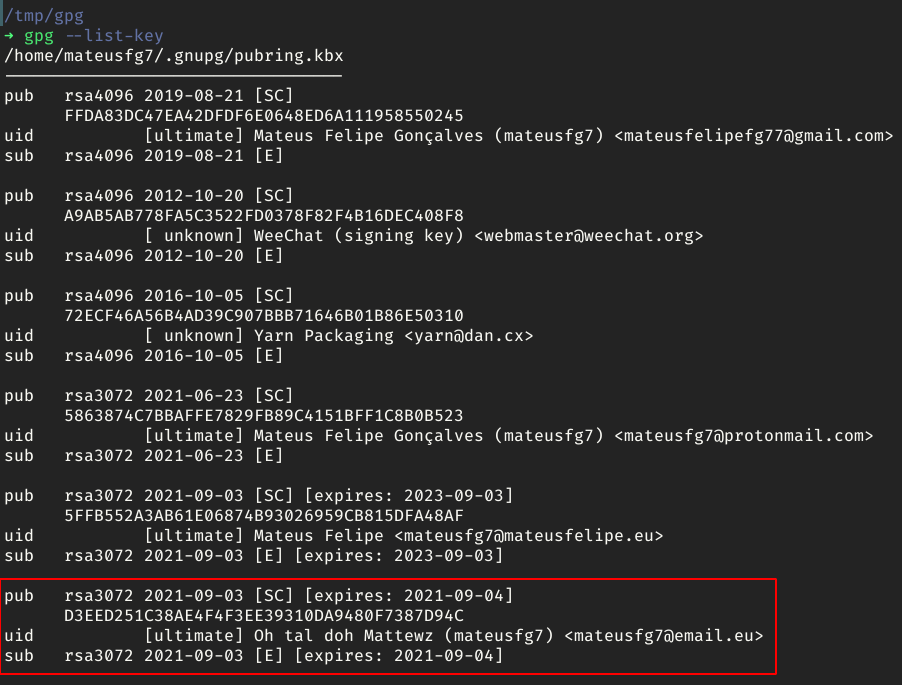 /tmp/gpg
→ gpg --list-key
/home/mateusfg7/.gnupg/pubring.kbx
──────────────────────────────────
pub   rsa4096 2019-08-21 [SC]
      FFDA83DC47EA42DFDF6E0648ED6A111958550245
uid           [ultimate] Mateus Felipe Gonçalves (mateusfg7) <mateusfelipefg77@gmail.com>
sub   rsa4096 2019-08-21 [E]

pub   rsa4096 2012-10-20 [SC]
      A9AB5AB778FA5C3522FD0378F82F4B16DEC408F8
uid           [ unknown] WeeChat (signing key) <webmaster@weechat.org>
sub   rsa4096 2012-10-20 [E]

pub   rsa4096 2016-10-05 [SC]
      72ECF46A56B4AD39C907BBB71646B01B86E50310
uid           [ unknown] Yarn Packaging <yarn@dan.cx>
sub   rsa4096 2016-10-05 [E]

pub   rsa3072 2021-06-23 [SC]
      5863874C7BBAFFE7829FB89C4151BFF1C8B0B523
uid           [ultimate] Mateus Felipe Gonçalves (mateusfg7) <mateusfg7@protonmail.com>
sub   rsa3072 2021-06-23 [E]

pub   rsa3072 2021-09-03 [SC] [expires: 2023-09-03]
      5FFB552A3AB61E06874B93026959CB815DFA48AF
uid           [ultimate] Mateus Felipe <mateusfg7@mateusfelipe.eu>
sub   rsa3072 2021-09-03 [E] [expires: 2023-09-03]

pub   rsa3072 2021-09-03 [SC] [expires: 2021-09-04]
      D3EED251C38AE4F4F3EE39310DA9480F7387D94C
uid           [ultimate] Oh tal doh Mattewz (mateusfg7) <mateusfg7@email.eu>
sub   rsa3072 2021-09-03 [E] [expires: 2021-09-04]